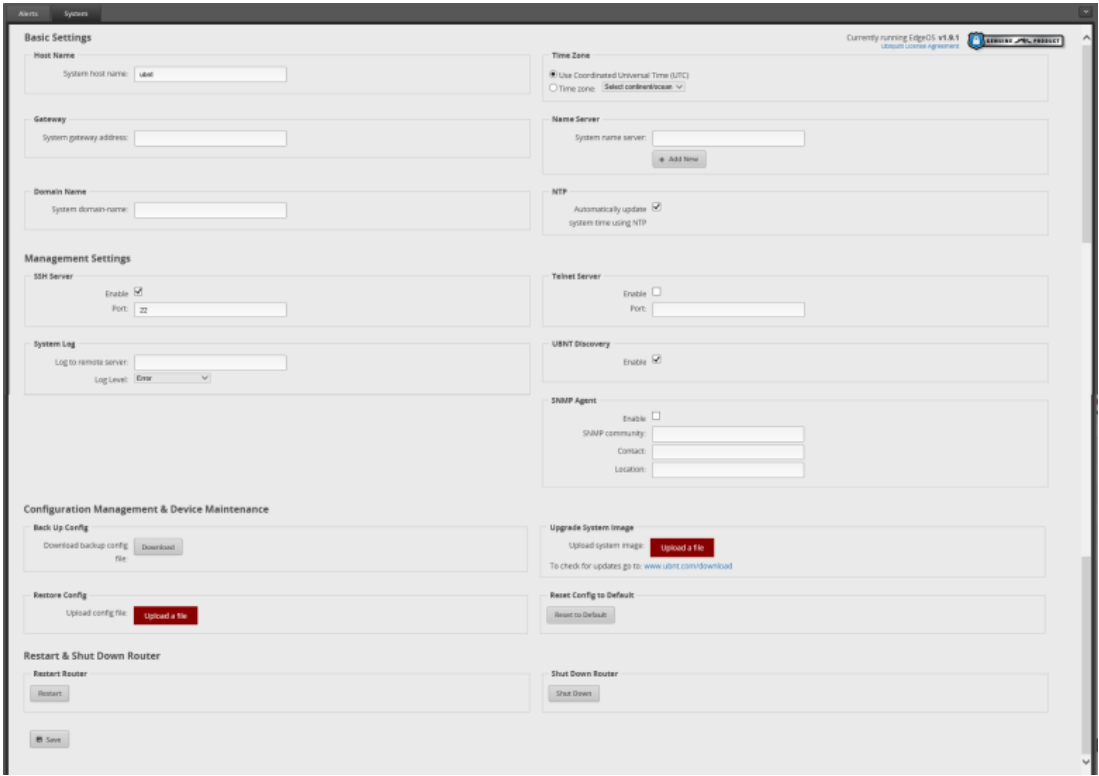 Alerts System
Basic Settings
Currently running EdgeOS v1.9.1
Ubiquiti License Agreement
GENUINE PRODUCT
Host Name
System host name: ubnt
Time Zone
Use Coordinated Universal Time (UTC)
Time zone: Select continent/ocean
Gateway
System gateway address:
Name Server
System name server:
+ Add New
Domain Name
System domain-name:
NTP
Automatically update
system time using NTP
Management Settings
SSH Server
Enable
Port: 22
Telnet Server
Enable
Port:
System Log
Log to remote server:
Log Level: Error
UBNT Discovery
Enable
SNMP Agent
Enable
SNMP community:
Contact:
Location:
Configuration Management & Device Maintenance
Back Up Config
Download backup config
file:
Download
Upgrade System Image
Upload system image: Upload a file
To check for updates go to: www.ubnt.com/download
Restore Config
Upload config file: Upload a file
Reset Config to Default
Reset to Default
Restart & Shut Down Router
Restart Router
Restart
Shut Down Router
Shut Down
Save